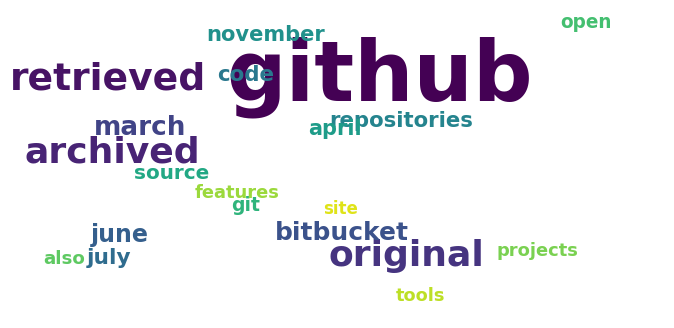 open
november
github
retrieved
code
march
april
repositories
archived
source
features
git
site
june
bitbucket
original
projects
also
july
tools